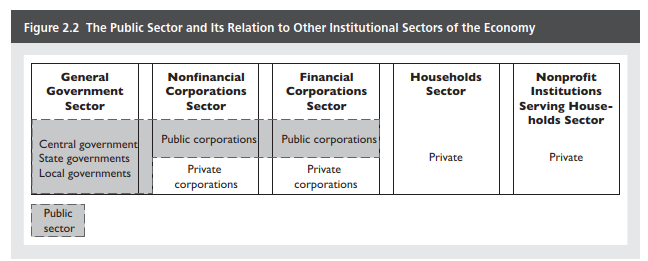 Figure 2.2 The Public Sector and Its Relation to Other Institutional Sectors of the Economy
General
Government
Sector
Central government
State governments
Local governments
Nonfinancial
Corporations
Sector
Public corporations
Private
corporations
Financial
Corporations
Sector
Public corporations
Private
corporations
Households
Sector
Private
Nonprofit
Institutions
Serving House-
holds Sector
Private
Public
sector